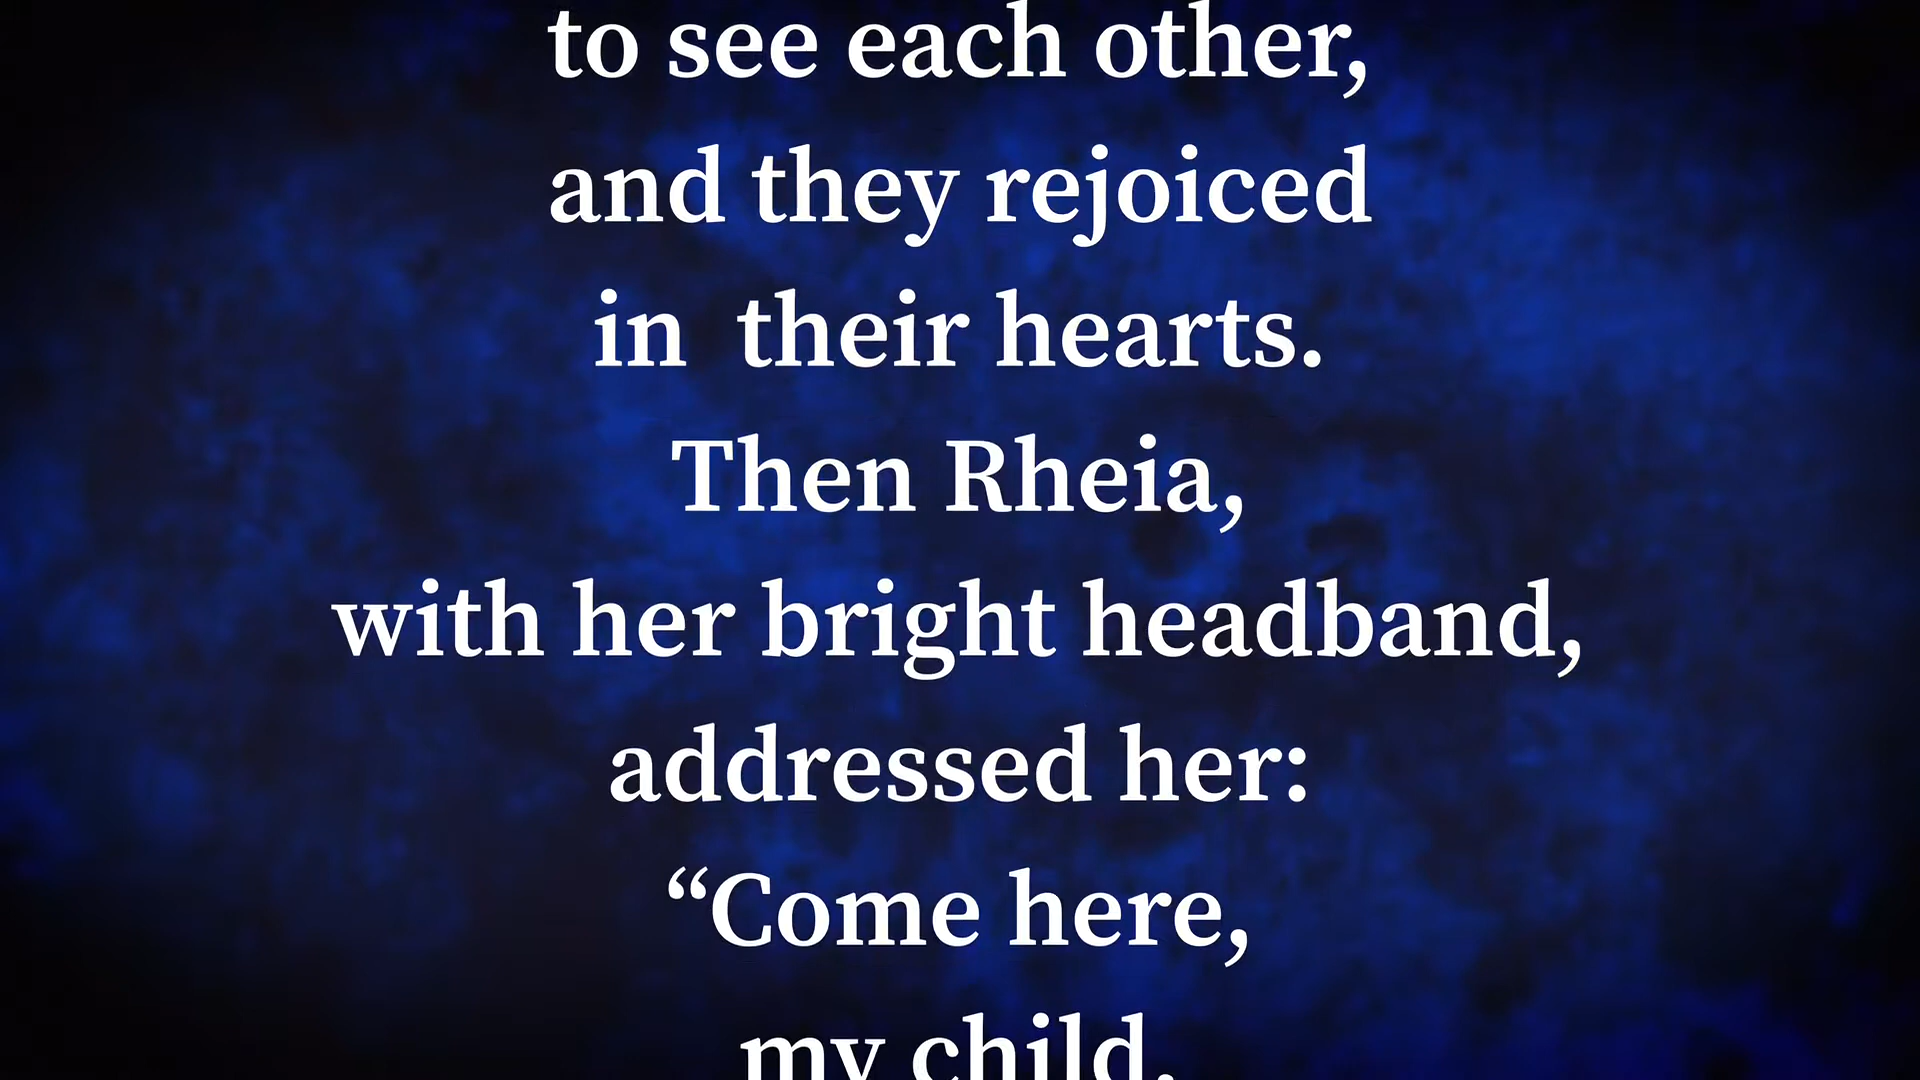 to see each other,
and they rejoiced
in  their hearts.
Then Rheia,
with her bright headband,
addressed her:
“Come here,
my child.